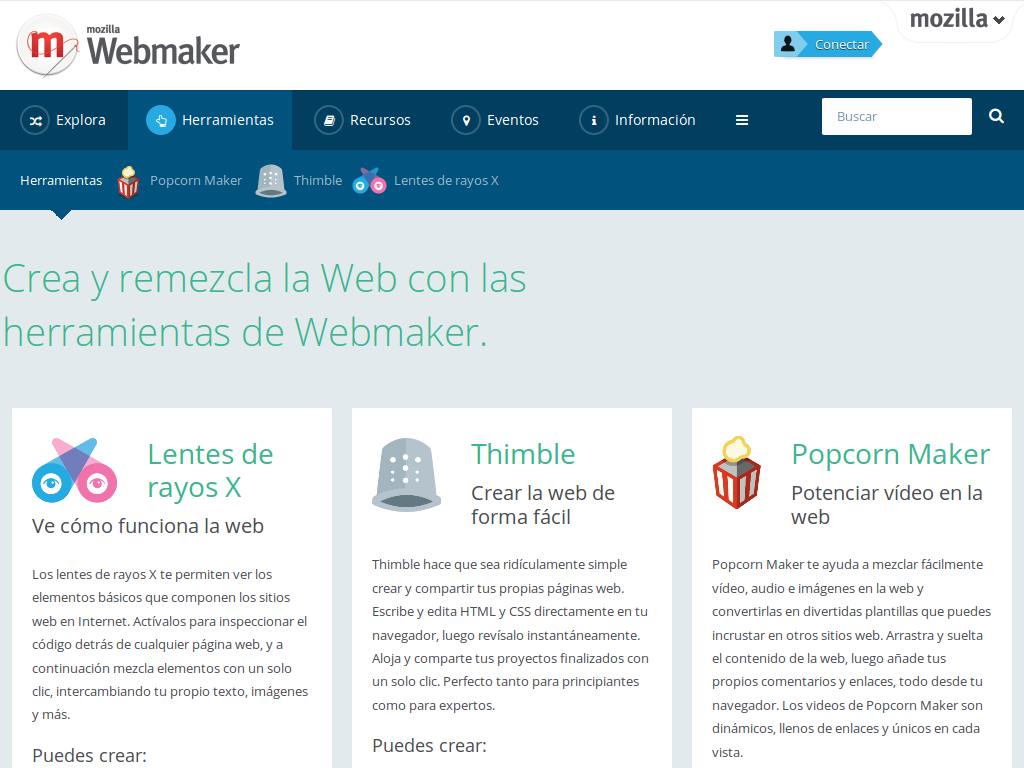 mozilla
mozilla
Webmaker
Conectar
Explora
Herramientas
Recursos
Eventos
Información
Buscar
Herramientas
Popcorn Maker
Thimble
Lentes de rayos X
Crea y remezcla la Web con las
herramientas de Webmaker.
Lentes de
rayos X
Ve cómo funciona la web
Los lentes de rayos X te permiten ver los
elementos básicos que componen los sitios
web en Internet. Actívalos para inspeccionar el
código detrás de cualquier página web, y a
continuación mezcla elementos con un solo
clic, intercambiando tu propio texto, imágenes
y más.
Puedes crear:
Thimble
Crear la web de
forma fácil
Thimble hace que sea ridículamente simple
crear y compartir tus propias páginas web.
Escribe y edita HTML y CSS directamente en tu
navegador, luego revísalo instantáneamente.
Aloja y comparte tus proyectos finalizados con
un solo clic. Perfecto tanto para principiantes
como para expertos.
Puedes crear:
Popcorn Maker
Potenciar vídeo en la
web
Popcorn Maker te ayuda a mezclar fácilmente
vídeo, audio e imágenes en la web y
convertirlas en divertidas plantillas que puedes
incrustar en otros sitios web. Arrastra y suelta
el contenido de la web, luego añade tus
propios comentarios y enlaces, todo desde tu
navegador. Los videos de Popcorn Maker son
dinámicos, llenos de enlaces y únicos en cada
vista.